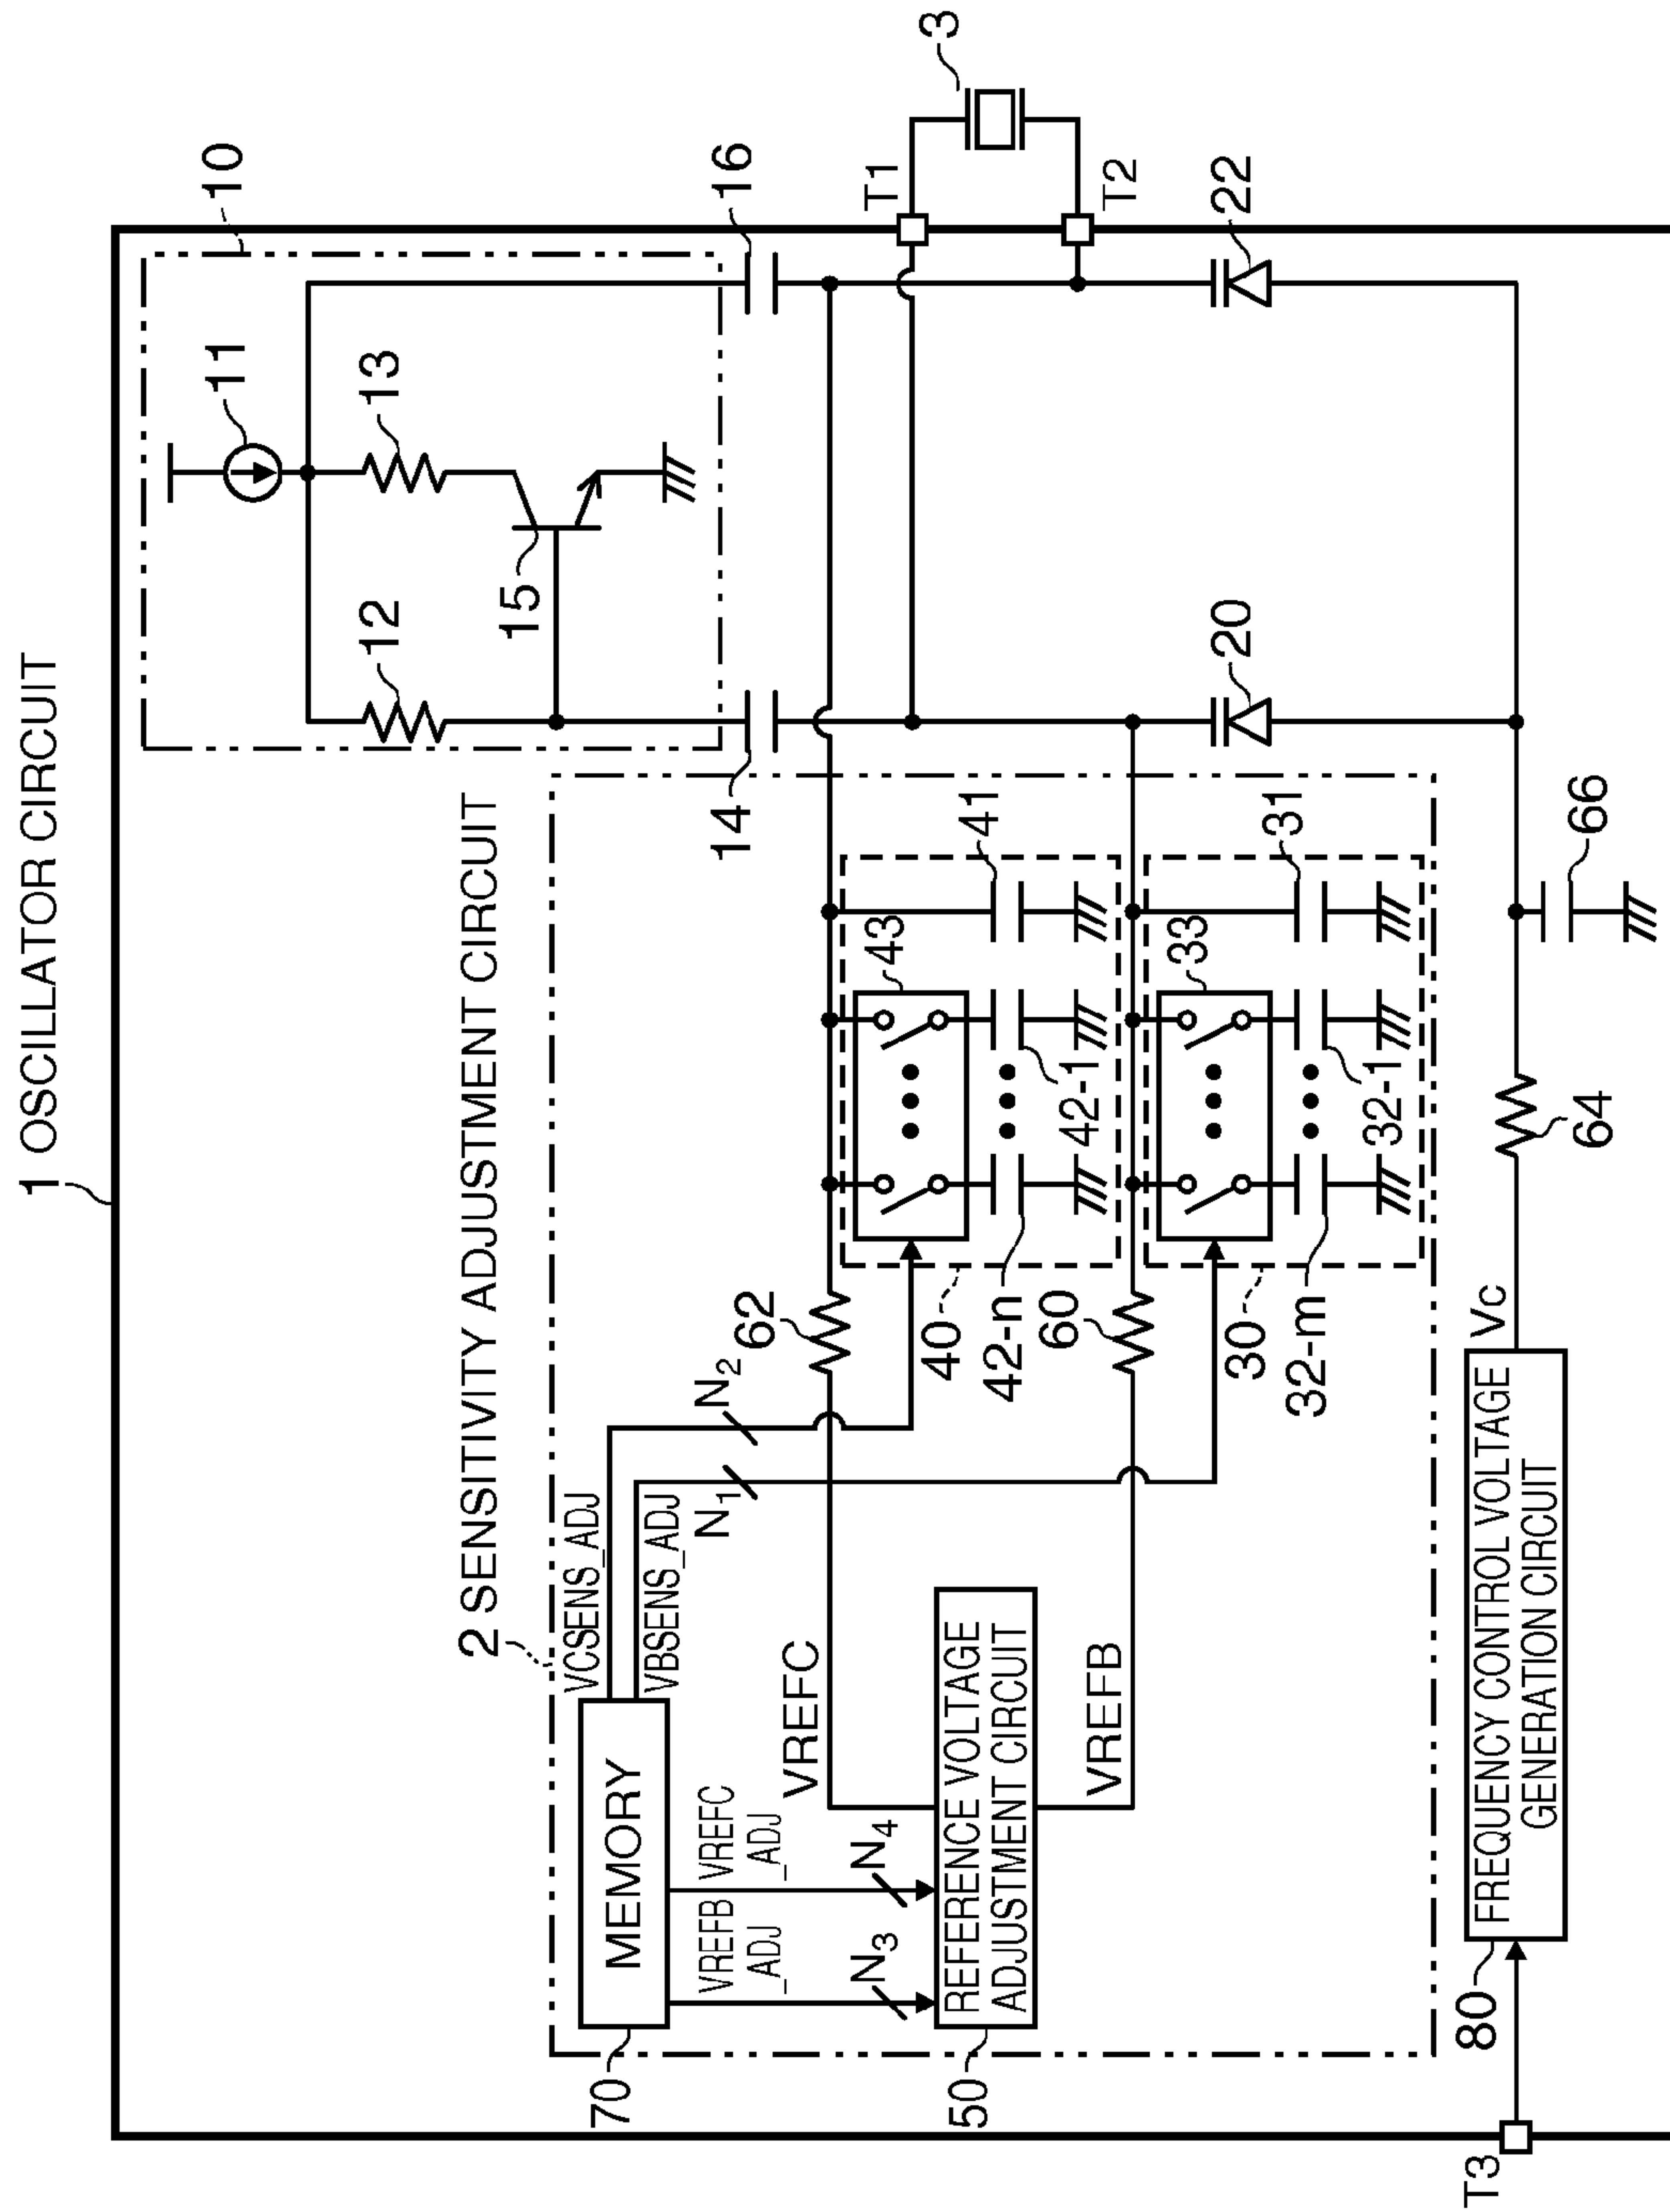 1 OSCILLATOR CIRCUIT
10
11
12
13
15
14
16
T1
T2
3
2 SENSITIVITY ADJUSTMENT CIRCUIT
VCSENS_ADJ
VBSENS_ADJ
MEMORY
70
N₂
N₁
VREFB
_ADJ
VREFC
_ADJ
N₃
N₄
VREFC
62
43
41
40
42-n
42-1
REFERENCE VOLTAGE
ADJUSTMENT CIRCUIT
50
VREFB
60
33
31
30
32-m
32-1
20
22
T3
80
FREQUENCY CONTROL VOLTAGE
GENERATION CIRCUIT
Vc
64
66